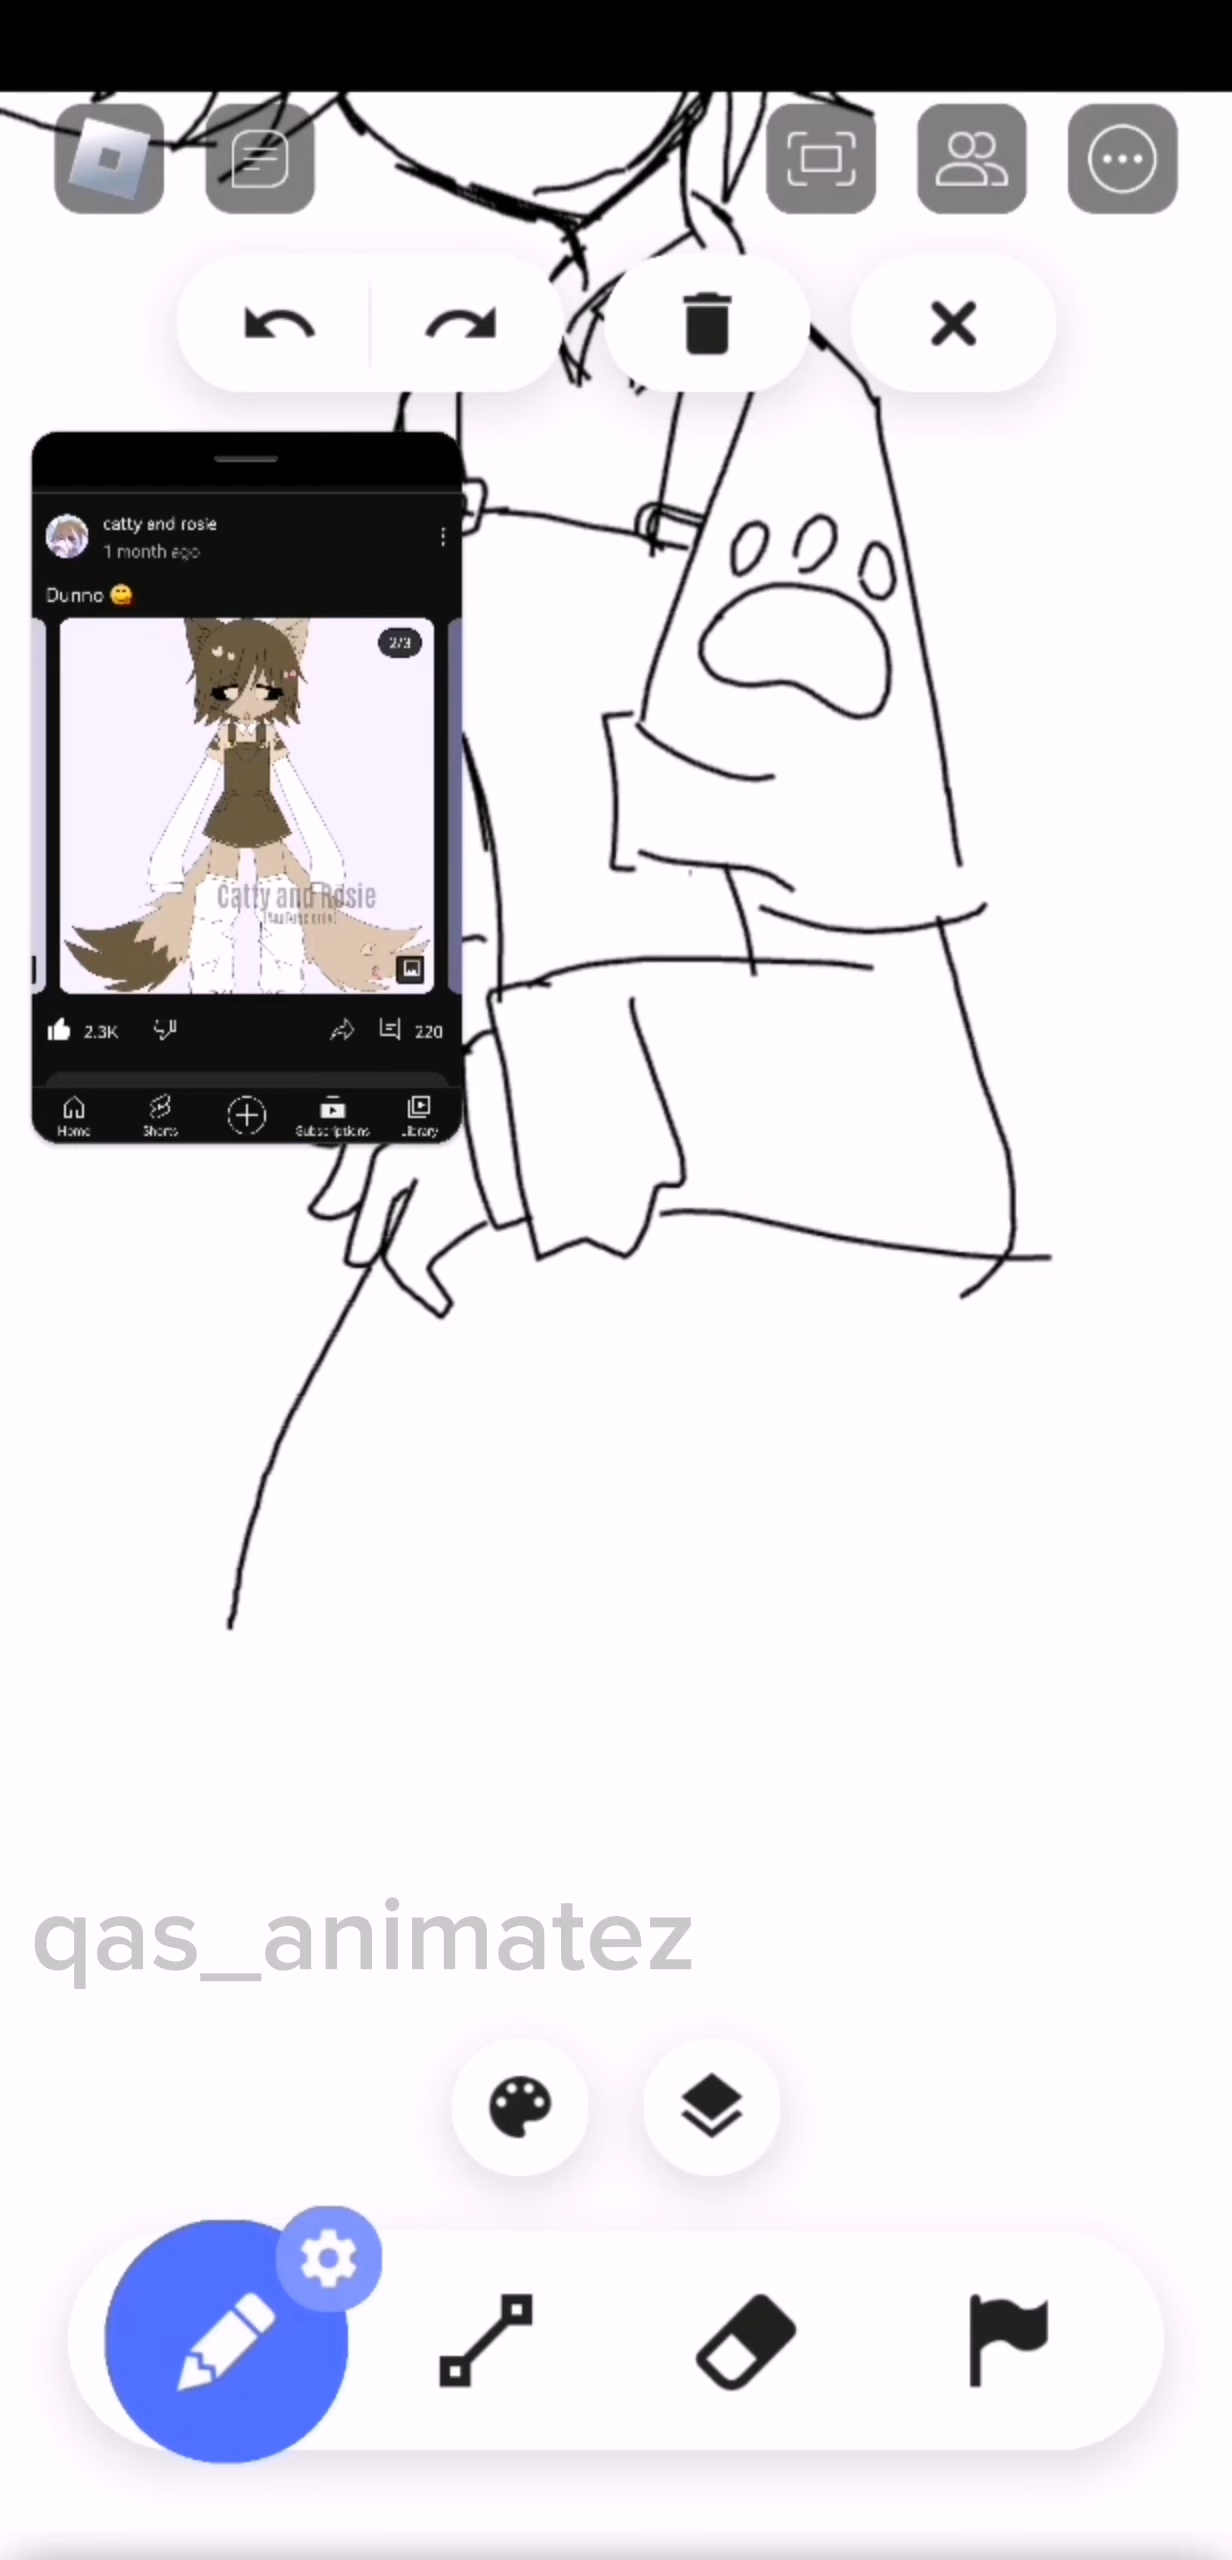 catty and rosie
1 month ago
Dunno 😋
2/3
Catty and Rosie
2.3K
220
Home
Shorts
Subscriptions
Library
qas_animatez